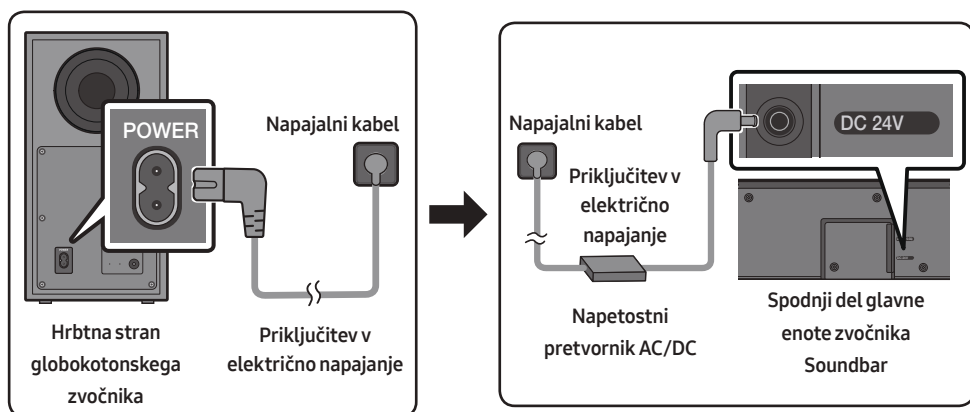 POWER
Napajalni kabel
Hrbtna stran
globokotonskega
zvočnika
Priključitev v
električno napajanje
Napajalni kabel
Priključitev v
električno
napajanje
DC 24V
Napetostni
pretvornik AC/DC
Spodnji del glavne
enote zvočnika
Soundbar